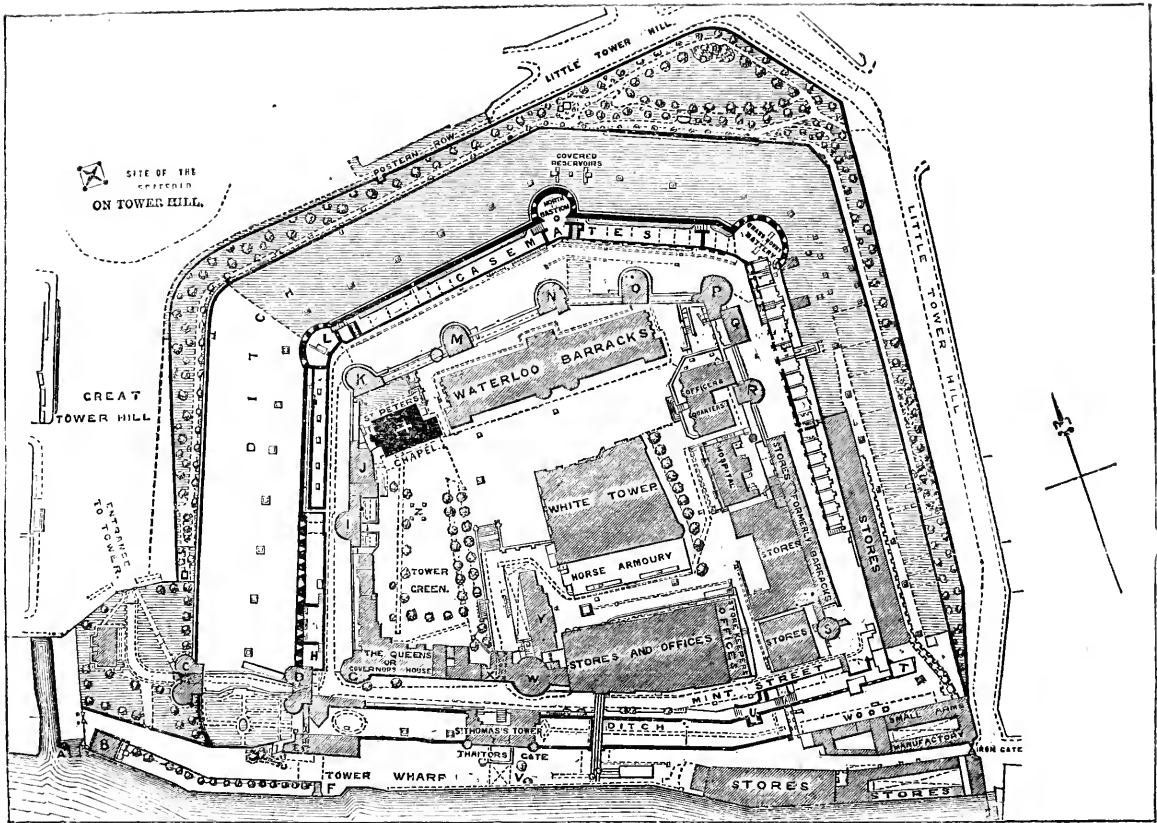 LITTLE TOWER HILL
POSTERN ROW
SITE OF THE
ON TOWER HILL.
COVERED
RESERVOIRS
NORTH
BASTION
CASEMATES
LITTLE TOWER HILL
GREAT
TOWER HILL
DITCH
L
K
M
N
O
P
Q
R
WATERLOO BARRACKS
ST PETERS
CHAPEL
OFFICERS
QUARTERS
HOSPITAL
J
I
N
WHITE TOWER
HORSE ARMOURY
TOWER
GREEN.
STORES FORMERLY BARRACKS
STORES
STORES
STORES
ENTRANCE
TO TOWER
Y
X
STORES AND OFFICES
OFFICES
H
THE QUEENS
OR
GOVERNORS HOUSE
C
D
G
W
MINT STREET
T
U
DITCH
ST THOMAS'S TOWER
TRAITORS GATE
WOOD
SMALL ARMS
MANUFACTORY
IRON GATE
A
B
F
TOWER WHARF
V
STORES
STORES